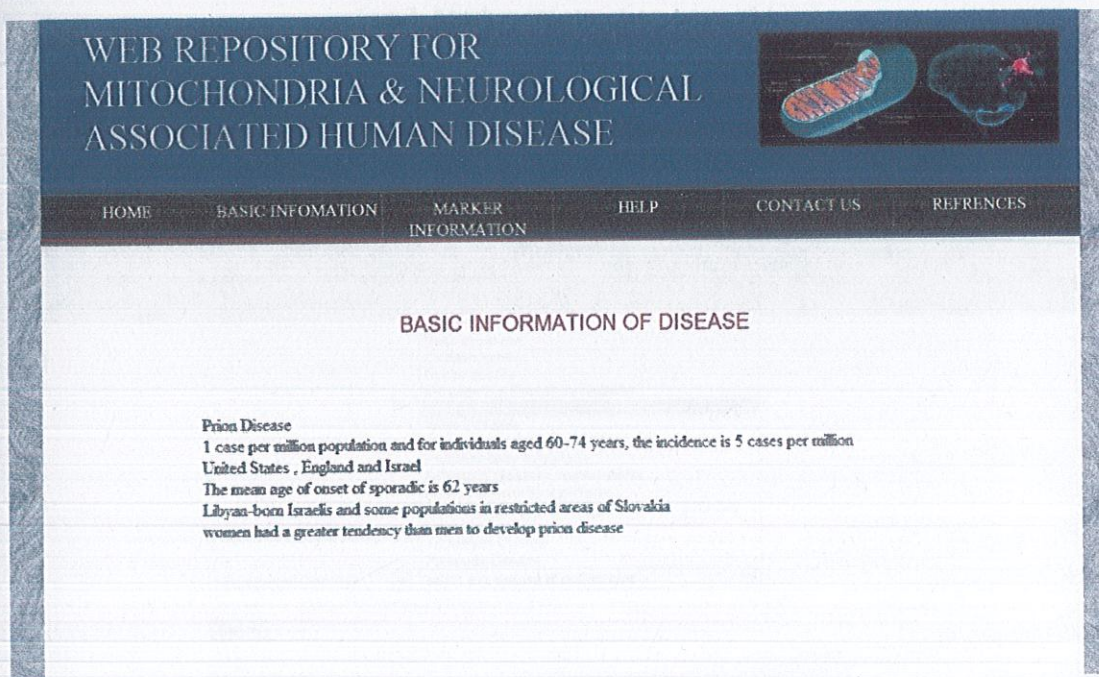 WEB REPOSITORY FOR
MITOCHONDRIA & NEUROLOGICAL
ASSOCIATED HUMAN DISEASE
HOME BASIC INFOMATION MARKER INFORMATION HELP CONTACT US REFRENCES
BASIC INFORMATION OF DISEASE
Prion Disease
1 case per million population and for individuals aged 60-74 years, the incidence is 5 cases per million
United States , England and Israel
The mean age of onset of sporadic is 62 years
Libyan-born Israelis and some populations in restricted areas of Slovakia
women had a greater tendency than men to develop prion disease